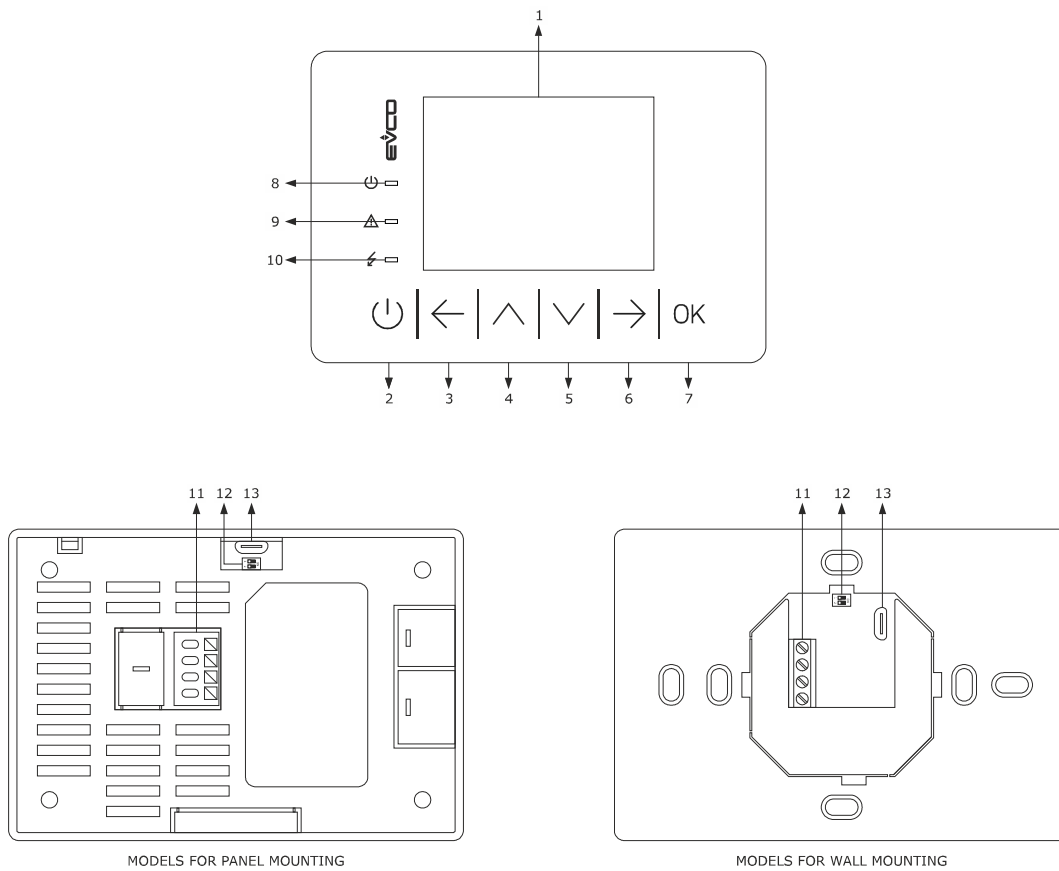 1
EVCO
8
9
10
OK
2 3 4 5 6 7
11 12 13
11 12 13
MODELS FOR PANEL MOUNTING
MODELS FOR WALL MOUNTING